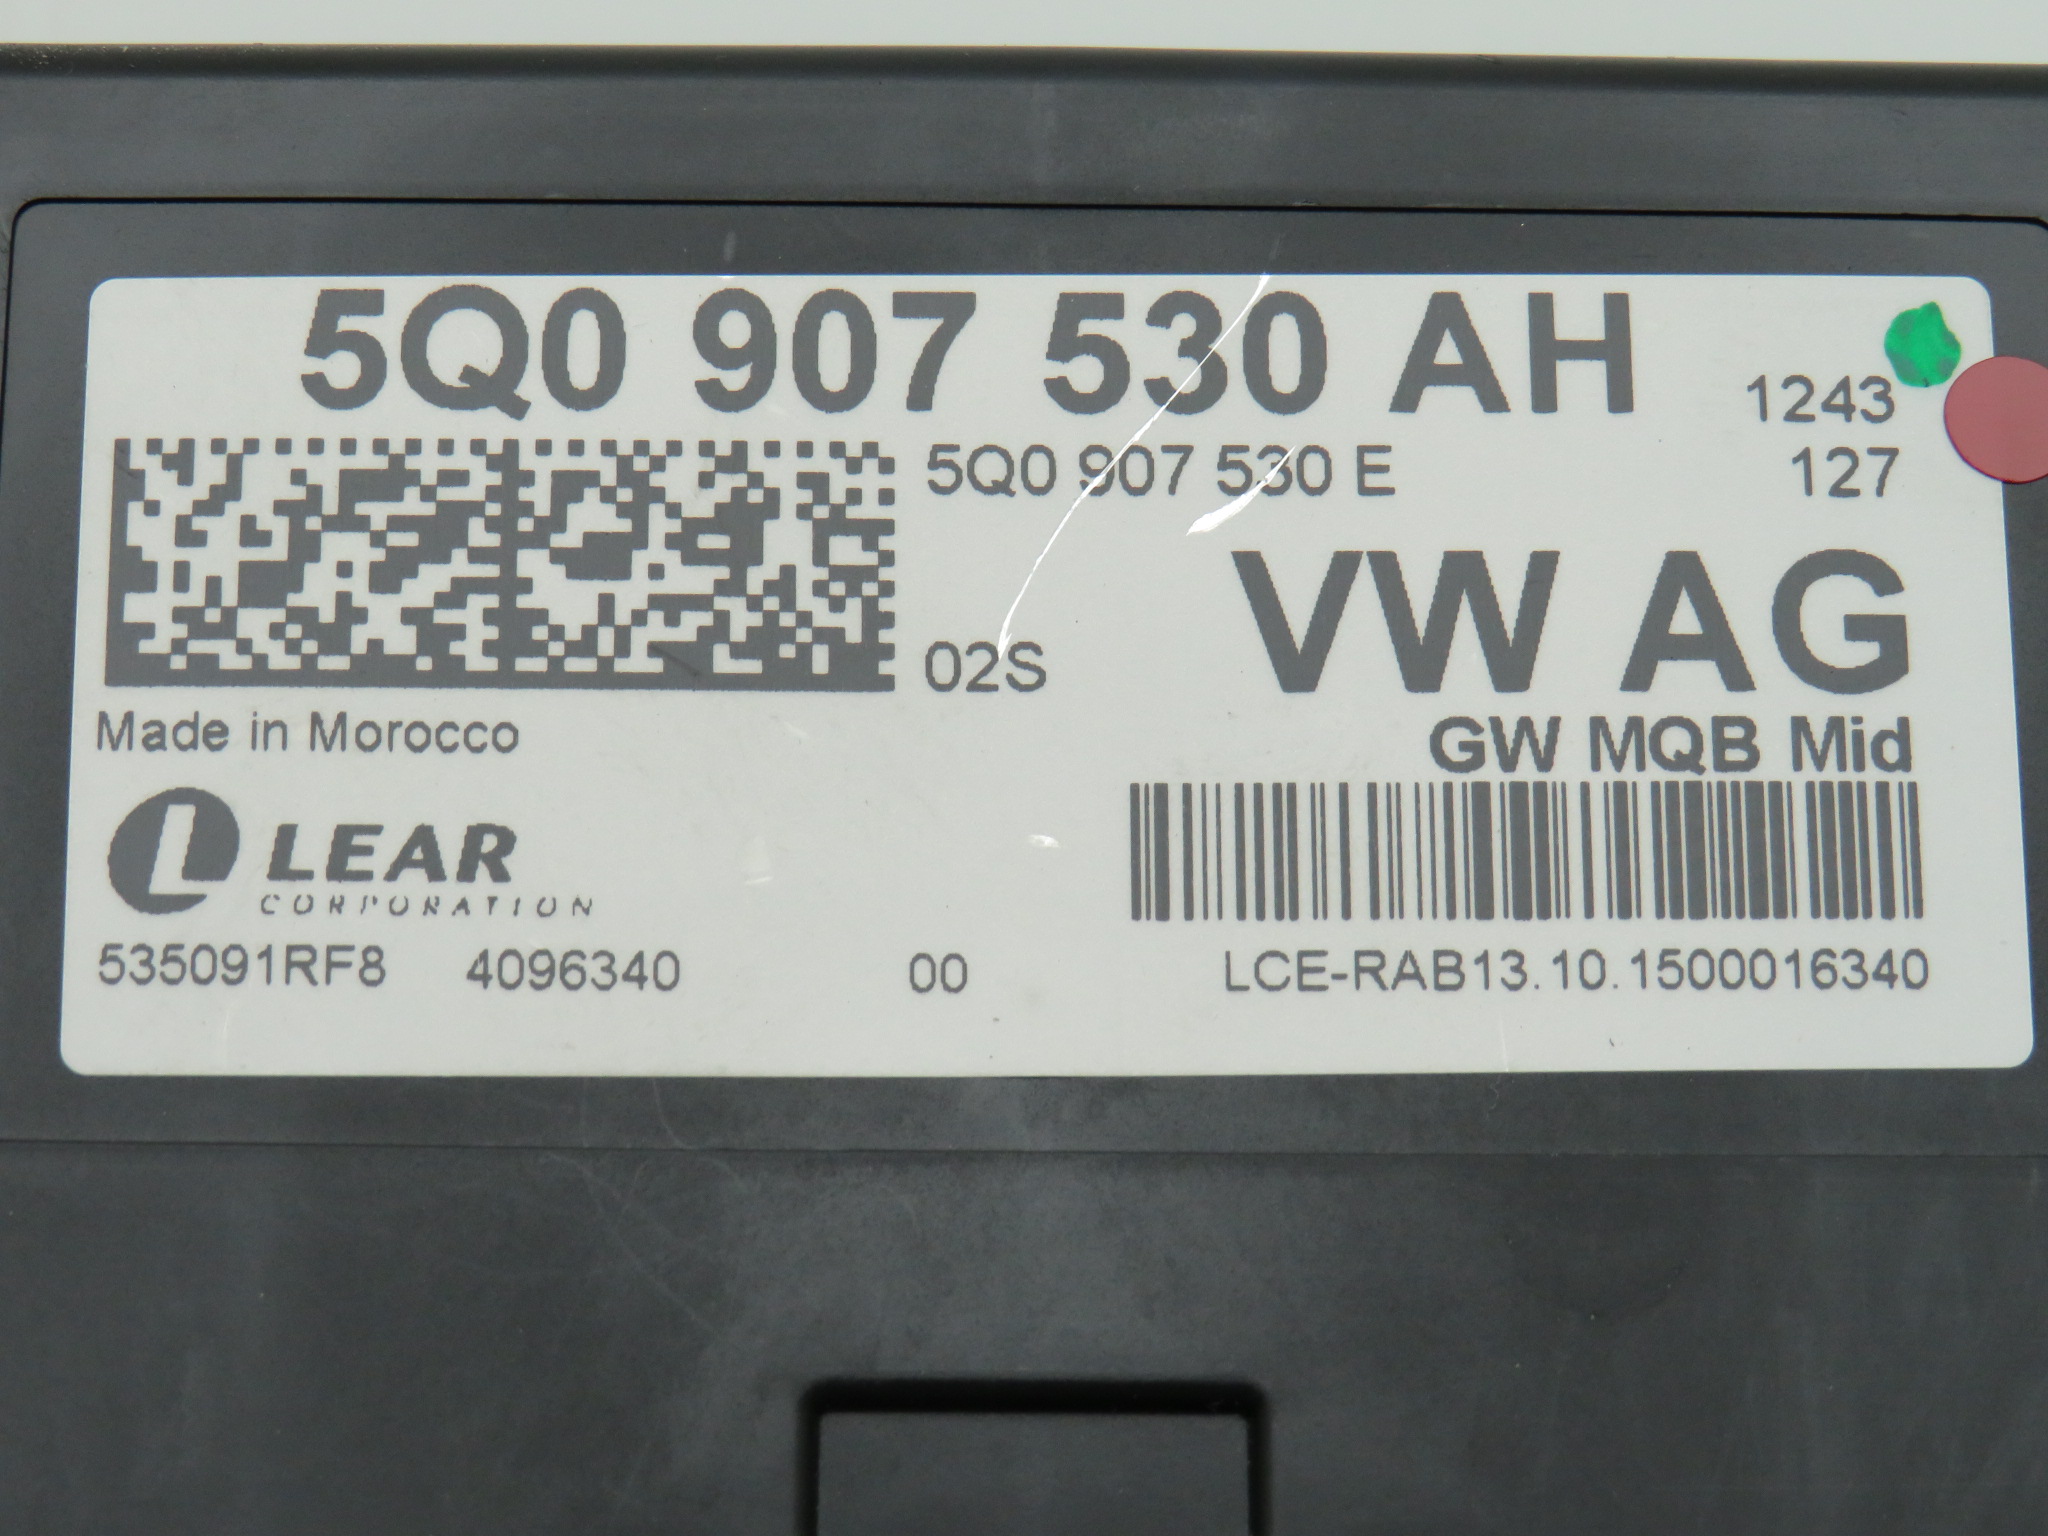 5Q0 907 530 AH
1243
5Q0 907 530 E
127
VW AG
02S
Made in Morocco
GW MQB Mid
L LEAR
CORPORATION
535091RF8 4096340 00 LCE-RAB13.10.1500016340